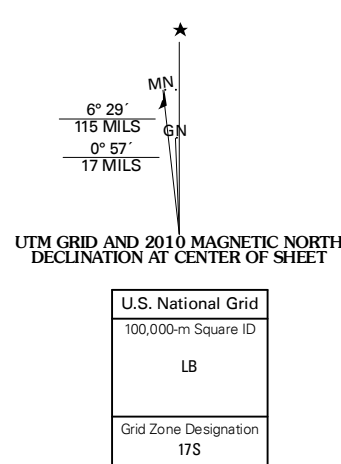 ★
MN.
6° 29´
115 MILS
GN
0° 57´
17 MILS
UTM GRID AND 2010 MAGNETIC NORTH
DECLINATION AT CENTER OF SHEET
U.S. National Grid
100,000-m Square ID
LB
Grid Zone Designation
17S